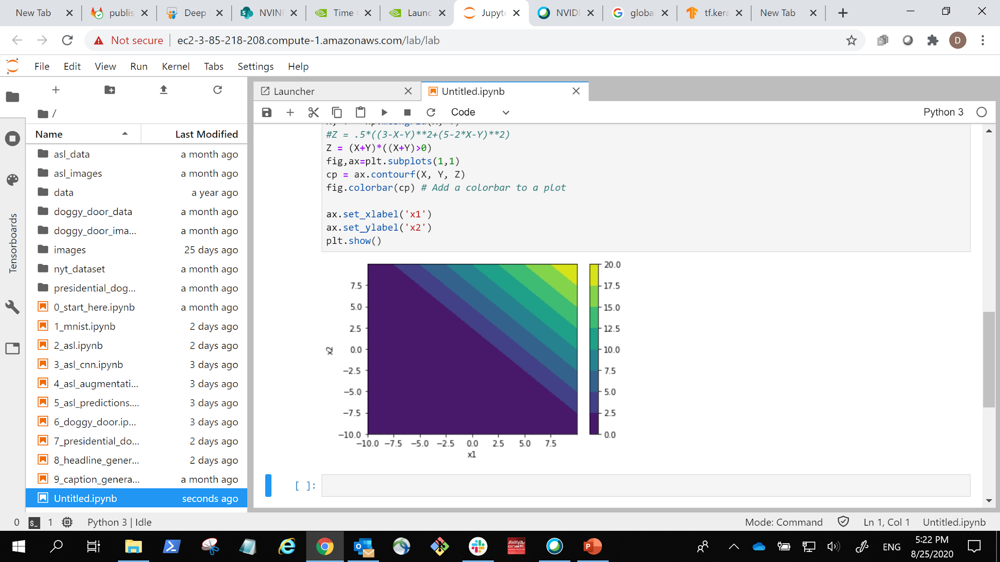 New Tab
publis
Deep
NVIN
Time
Launc
Jupyte
NVIDI
globa
tf.kera
New Tab
Not secure
ec2-3-85-218-208.compute-1.amazonaws.com/lab/lab
D
File Edit View Run Kernel Tabs Settings Help
/
Name Last Modified
asl_data a month ago
asl_images a month ago
data a year ago
doggy_door_data a month ago
doggy_door_ima... a month ago
images 25 days ago
nyt_dataset a month ago
presidential_dog... a month ago
0_start_here.ipynb a month ago
1_mnist.ipynb 2 days ago
2_asl.ipynb 2 days ago
3_asl_cnn.ipynb 3 days ago
4_asl_augmentati... 3 days ago
5_asl_predictions.... 3 days ago
6_doggy_door.ip... 3 days ago
7_presidential_do... 2 days ago
8_headline_gener... 2 days ago
9_caption_genera... a month ago
Untitled.ipynb seconds ago
Tensorboards
Launcher
Untitled.ipynb
Code
Python 3
#Z = .5*((3-X-Y)**2+(5-2*X-Y)**2)
Z = (X+Y)*((X+Y)>0)
fig,ax=plt.subplots(1,1)
cp = ax.contourf(X, Y, Z)
fig.colorbar(cp) # Add a colorbar to a plot
ax.set_xlabel('x1')
ax.set_ylabel('x2')
plt.show()
7.5
5.0
2.5
0.0
−2.5
−5.0
−7.5
−10.0
x2
−10.0 −7.5 −5.0 −2.5 0.0 2.5 5.0 7.5
x1
20.0
17.5
15.0
12.5
10.0
7.5
5.0
2.5
0.0
[ ]:
0 $_ 1 Python 3 | Idle
Mode: Command Ln 1, Col 1 Untitled.ipynb
AVAYA
one-X
ENG
5:22 PM
8/25/2020